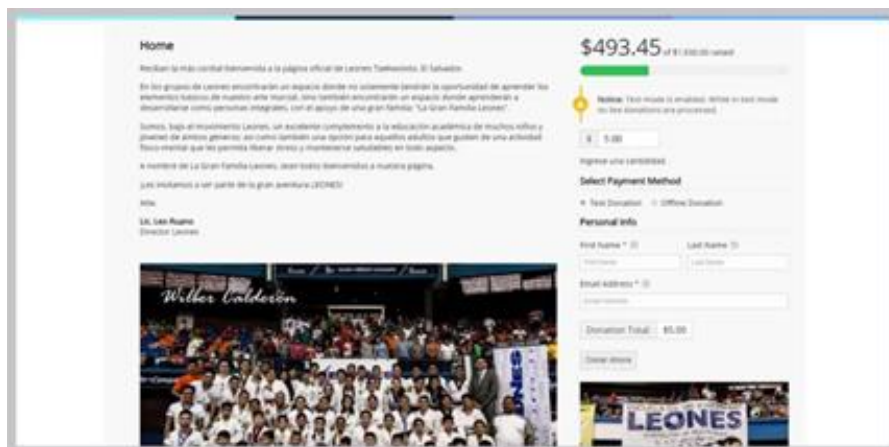 Home
Reciban la más cordial bienvenida a la página oficial de Leones Taekwondo, El Salvador.
En los grupos de Leones encontrarán un espacio donde no solamente tendrán la oportunidad de aprender los
elementos básicos de nuestro arte marcial, sino también encontrarán un espacio donde aprenderán a
desarrollarse como personas integrales, con el apoyo de una gran familia: "La Gran Familia Leones".
Somos, bajo el movimiento Leones, un excelente complemento a la educación académica de muchos niños y
jóvenes de ambos géneros; así como también una opción para aquellos adultos que gusten de una actividad
físico-mental que les permita liberar stress y mantenerse saludables en todo aspecto.
A nombre de La Gran Familia Leones, sean todos bienvenidos a nuestra página.
¡Les invitamos a ser parte de la gran aventura LEONES!
Atte.
Lic. Leo Ruano
Director Leones
Wilber Calderón
LEONES
$493.45 of raised
Notice: Test mode is enabled. While in test mode
no live donations are processed.
$ 5.00
Ingrese una cantidad
Select Payment Method
Test Donation Offline Donation
Personal Info
First Name * Last Name
First Name Last Name
Email Address *
Email Address
Donation Total: $5.00
Donar Ahora
LEONES